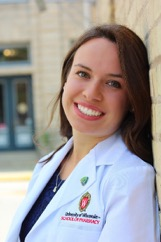 University of Wisconsin
SCHOOL OF PHARMACY